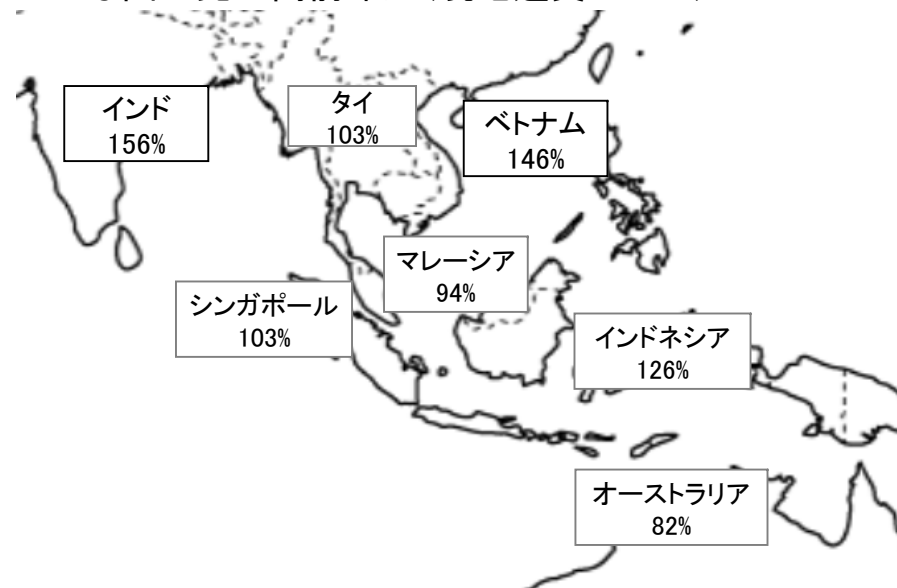 インド
156%
タイ
103%
ベトナム
146%
マレーシア
94%
シンガポール
103%
インドネシア
126%
オーストラリア
82%